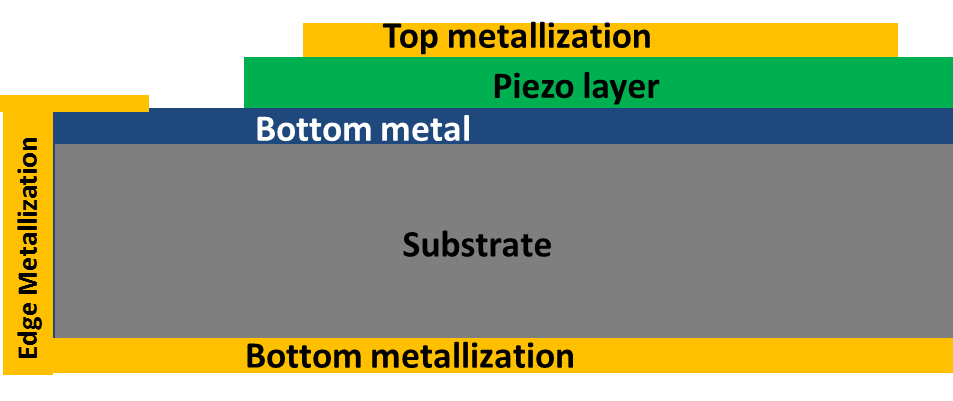 Top metallization
Piezo layer
Bottom metal
Edge Metallization
Substrate
Bottom metallization